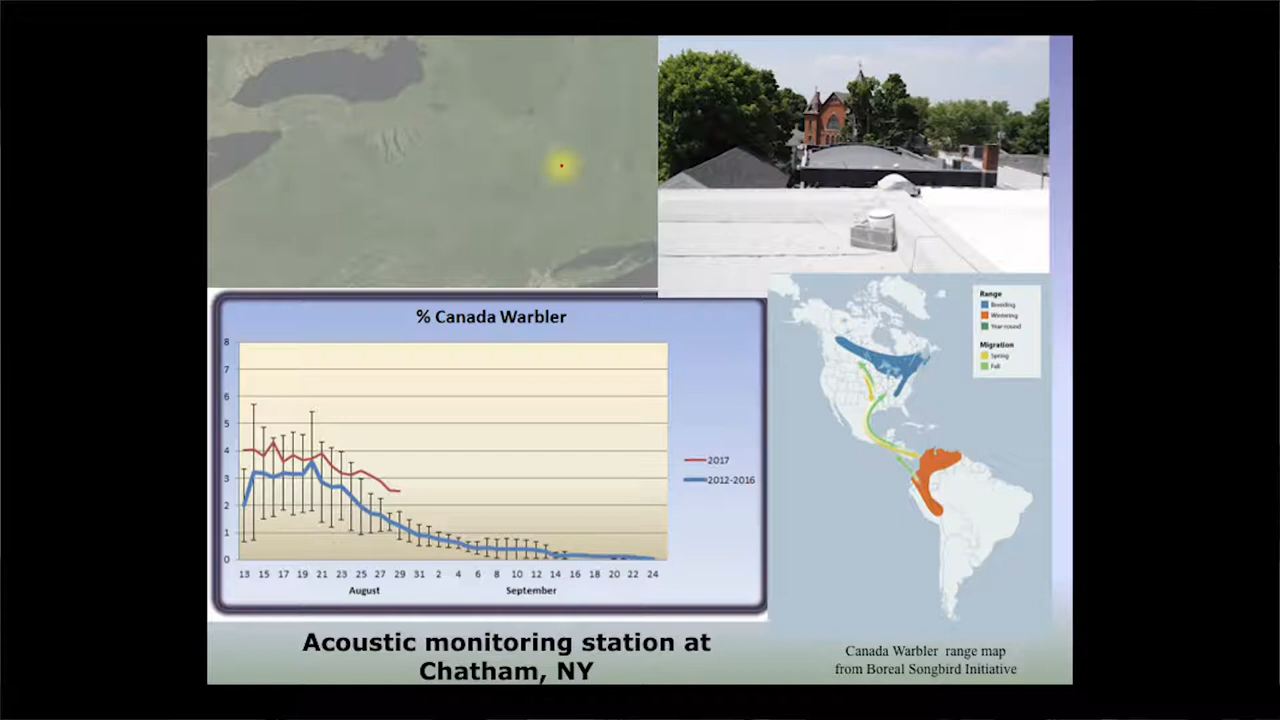 % Canada Warbler
8
7
6
5
4
3
2
1
0
13 15 17 19 21 23 25 27 29 31 2 4 6 8 10 12 14 16 18 20 22 24
August September
2017
2012-2016
Range
Breeding
Wintering
Year-round
Migration
Spring
Fall
Acoustic monitoring station at
Chatham, NY
Canada Warbler range map
from Boreal Songbird Initiative